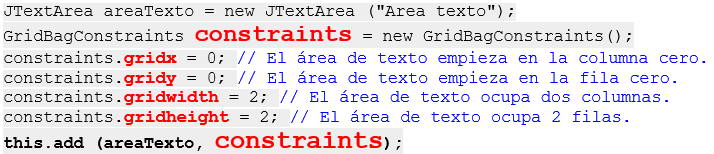 JTextArea areaTexto = new JTextArea ("Area texto");
GridBagConstraints constraints = new GridBagConstraints();
constraints.gridx = 0; // El área de texto empieza en la columna cero.
constraints.gridy = 0; // El área de texto empieza en la fila cero.
constraints.gridwidth = 2; // El área de texto ocupa dos columnas.
constraints.gridheight = 2; // El área de texto ocupa 2 filas.
this.add (areaTexto, constraints);